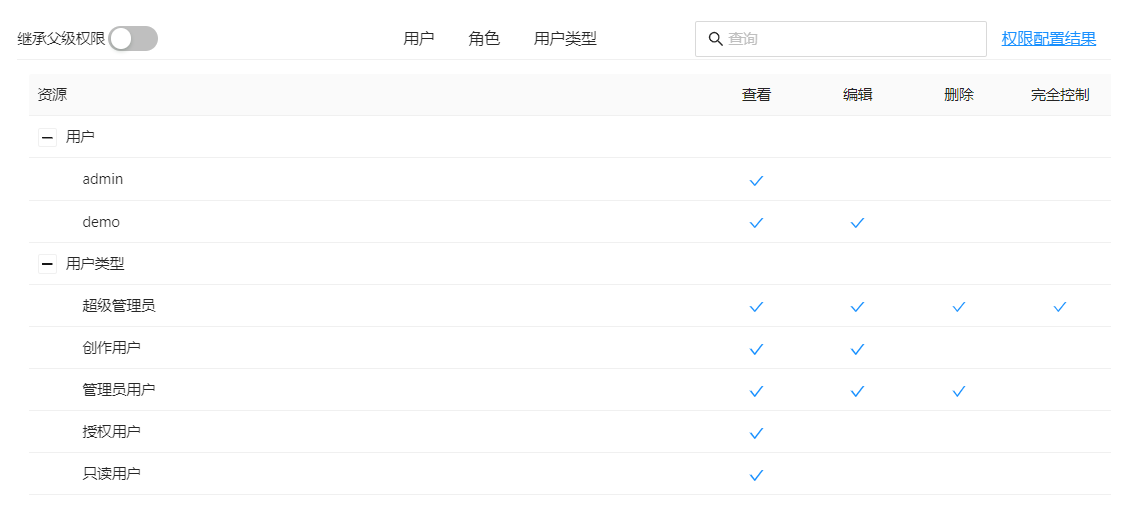 继承父级权限 用户 角色 用户类型 查询 权限配置结果
资源 查看 编辑 删除 完全控制
用户
admin
demo
用户类型
超级管理员
创作用户
管理员用户
授权用户
只读用户